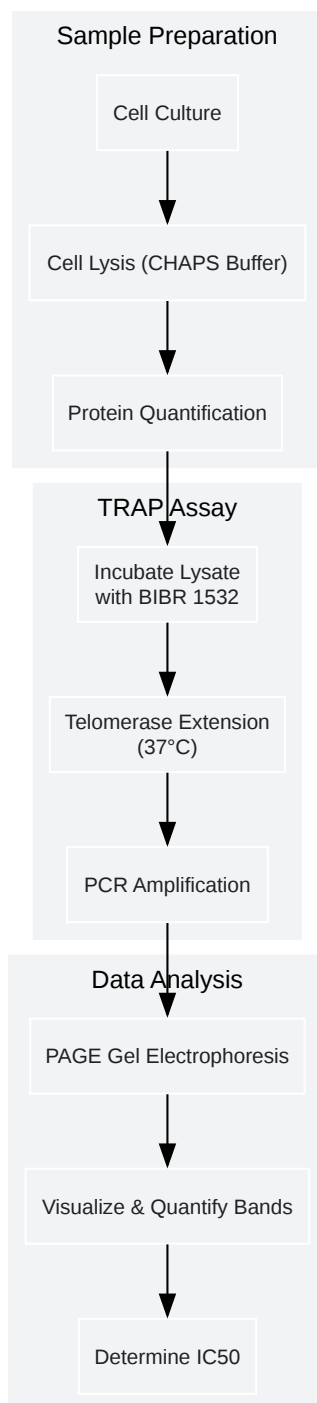 Sample Preparation
Cell Culture
Cell Lysis (CHAPS Buffer)
Protein Quantification
TRAP Assay
Incubate Lysate
with BIBR 1532
Telomerase Extension
(37°C)
PCR Amplification
Data Analysis
PAGE Gel Electrophoresis
Visualize & Quantify Bands
Determine IC50